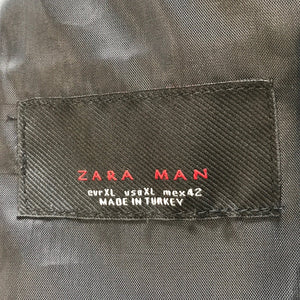 ZARA MAN
eurXL usaXL mex42
MADE IN TURKEY